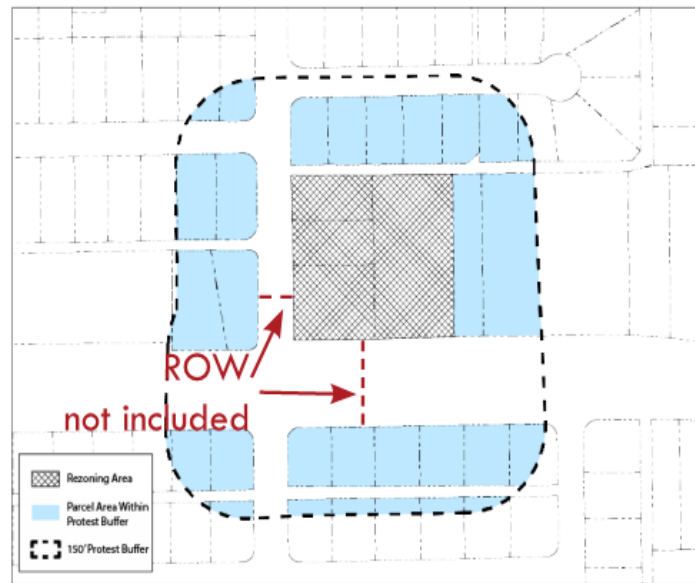 ROW
not included
Rezoning Area
Parcel Area Within
Protest Buffer
150' Protest Buffer